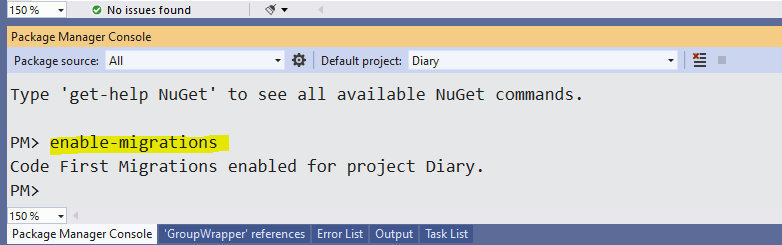 150 %
No issues found
Package Manager Console
Package source: All
Default project: Diary
Type 'get-help NuGet' to see all available NuGet commands.
PM> enable-migrations
Code First Migrations enabled for project Diary.
PM>
150 %
Package Manager Console
'GroupWrapper' references
Error List
Output
Task List